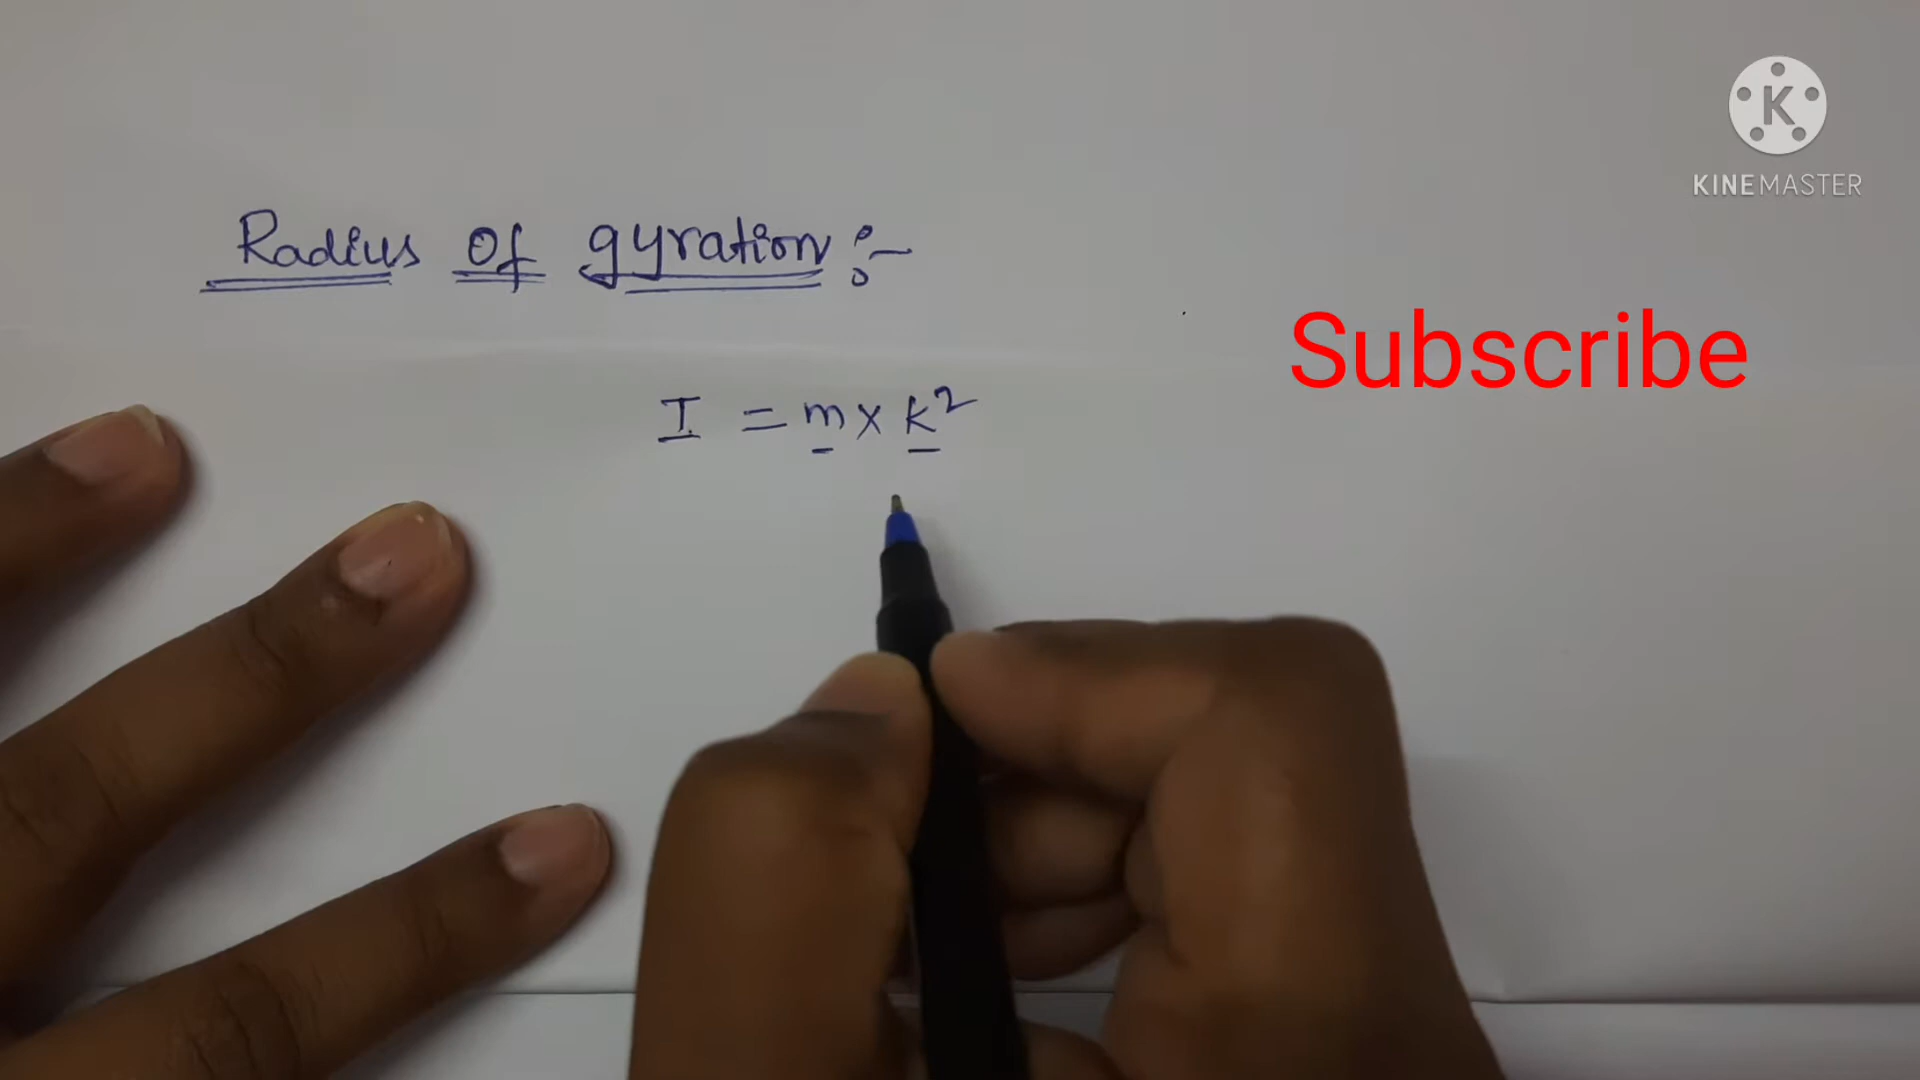 K
KINEMASTER
Radius Of gyration :-
Subscribe
I = m x k²